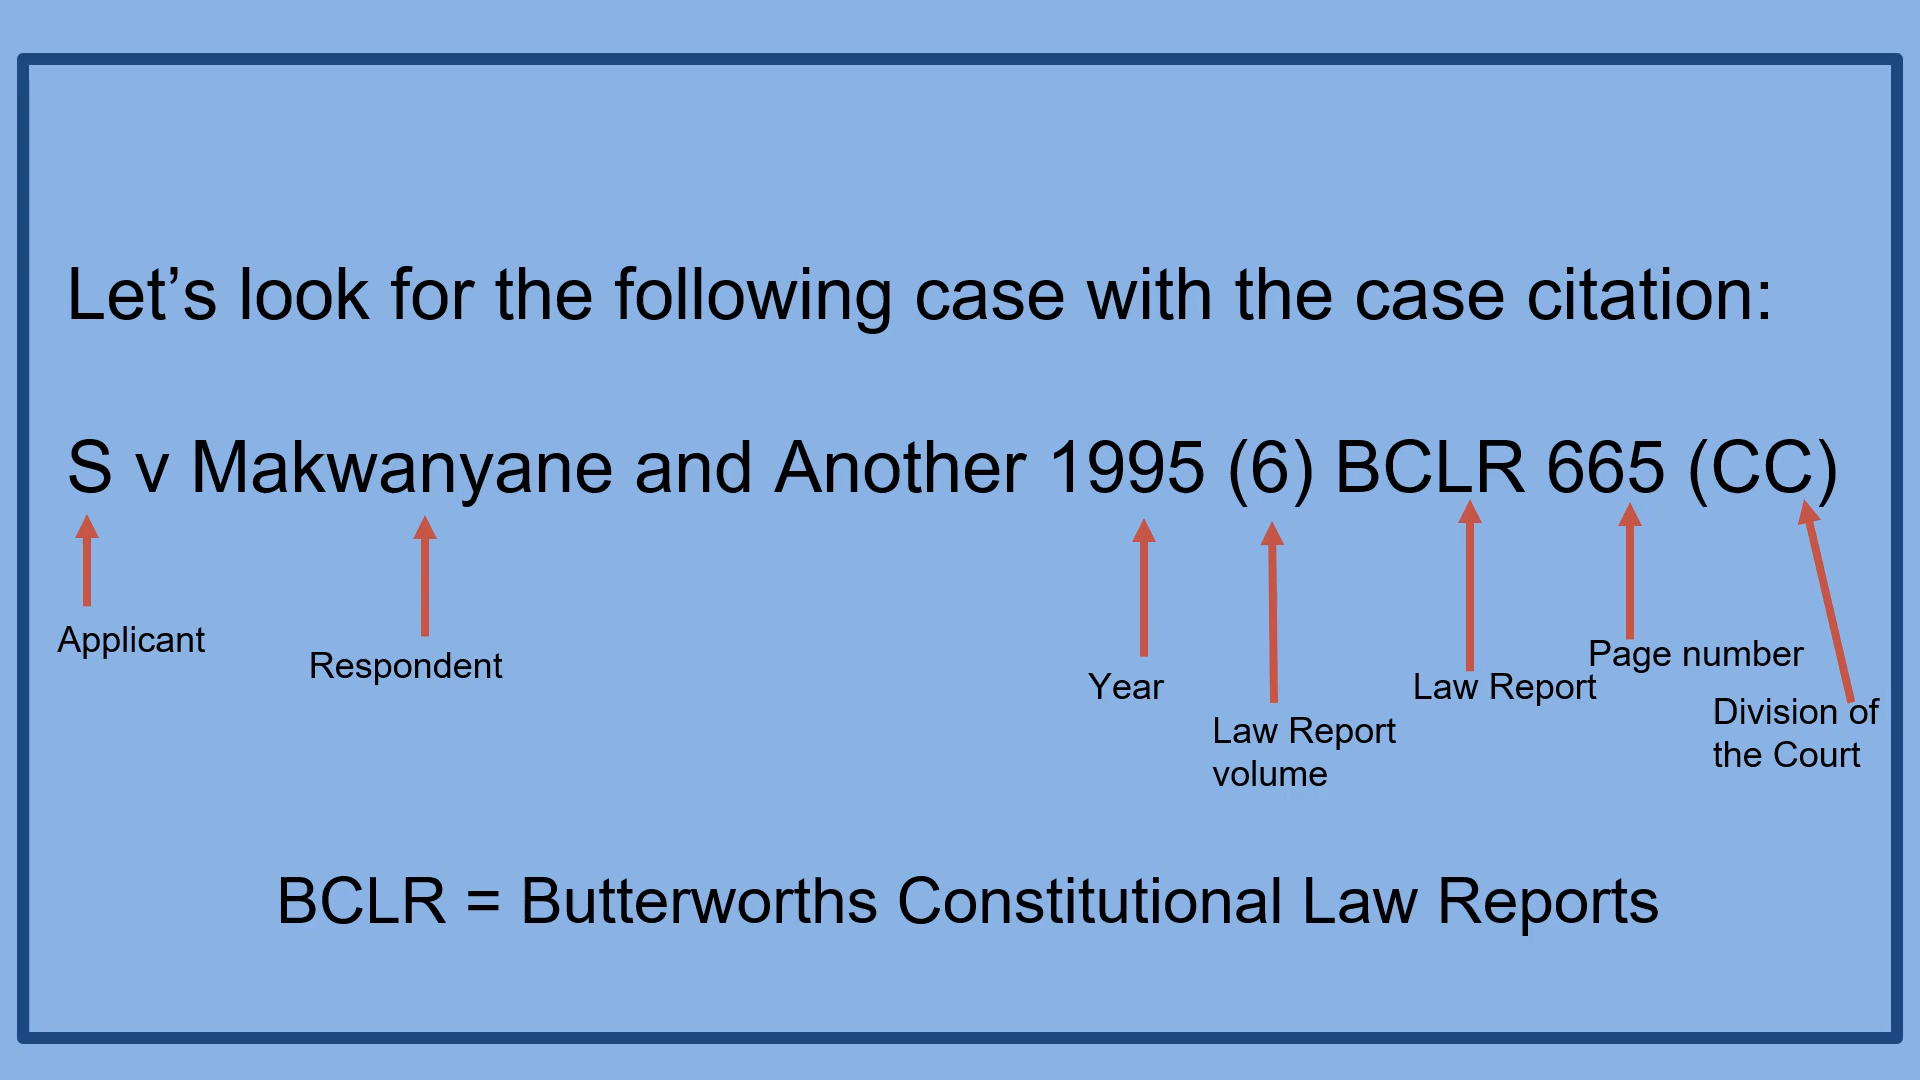 Let’s look for the following case with the case citation:
S v Makwanyane and Another 1995 (6) BCLR 665 (CC)
Applicant
Respondent
Year
Law Report
volume
Law Report
Page number
Division of
the Court
BCLR = Butterworths Constitutional Law Reports